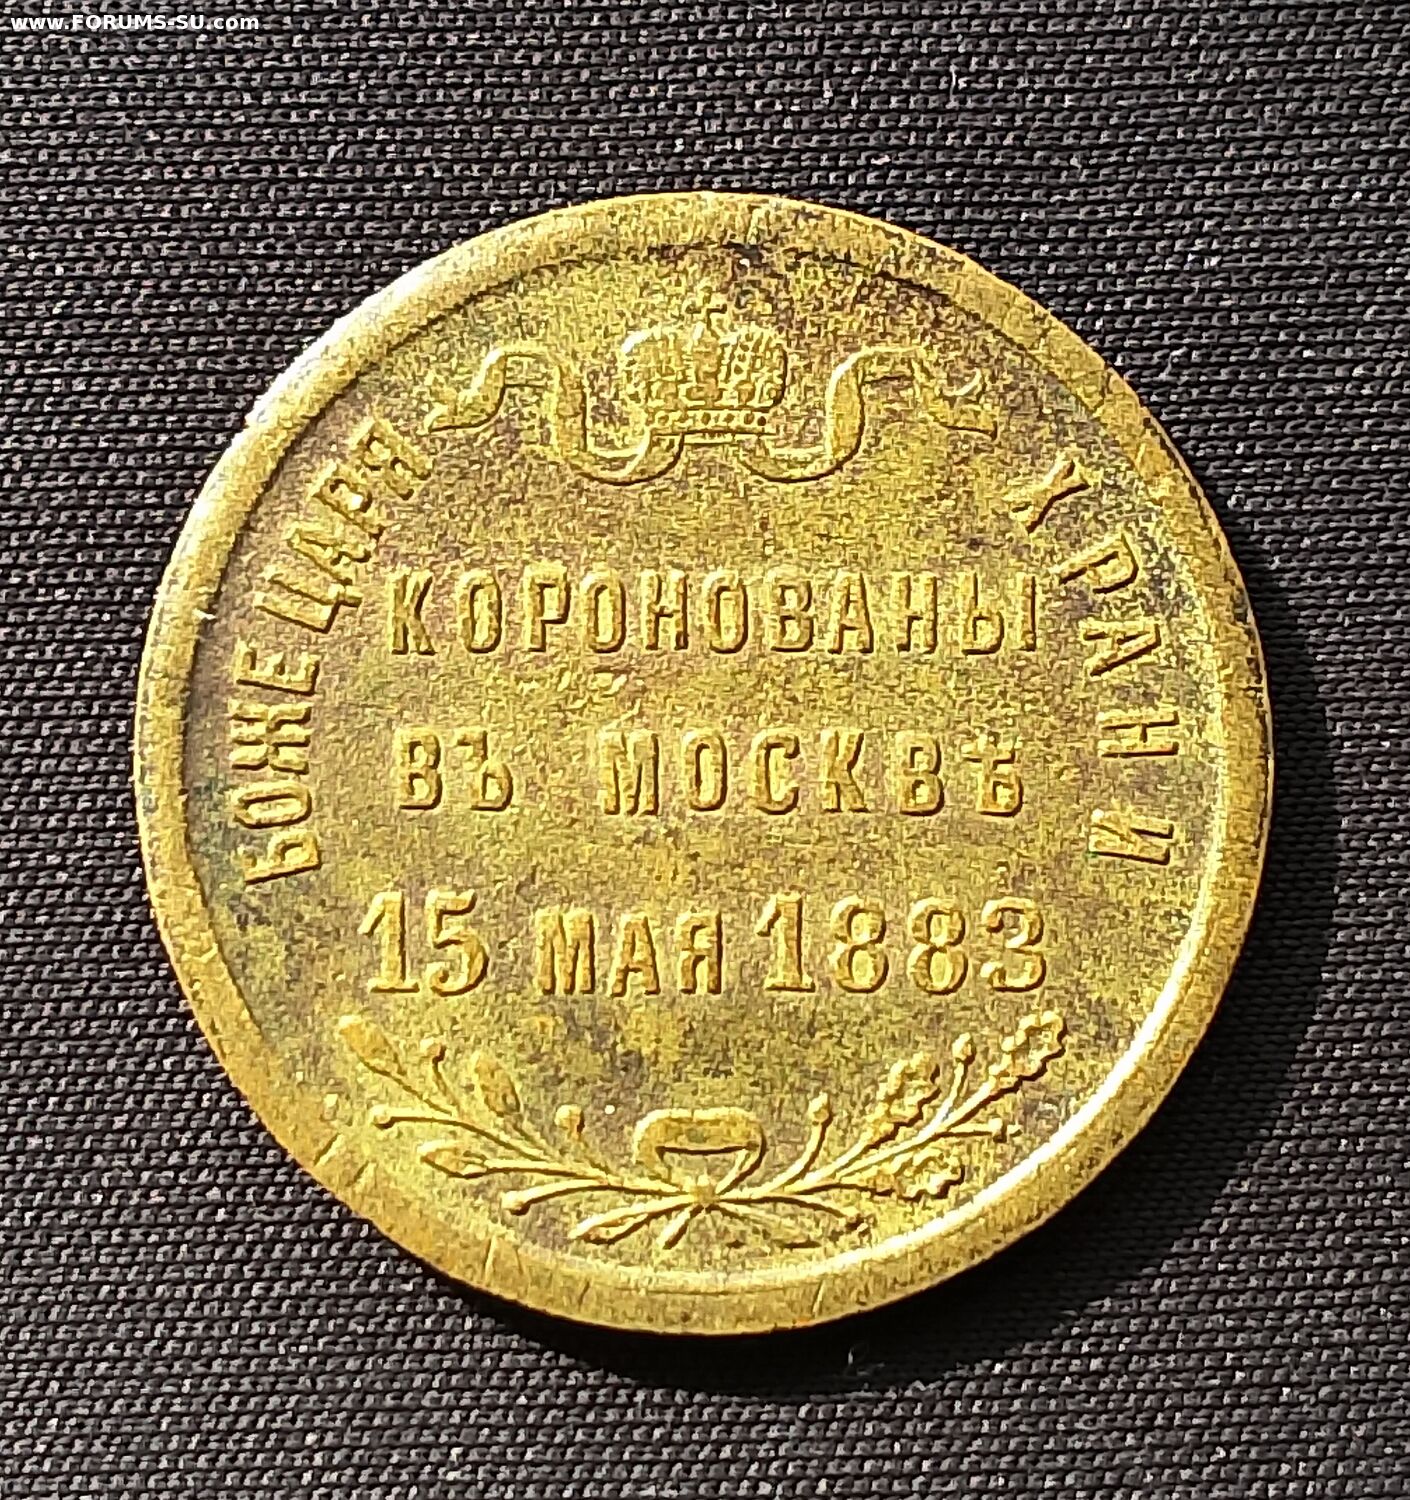 www.FORUMS-SU.com
БОЖЕ ЦАРЯ ХРАНИ
КОРОНОВАНЫ
ВЪ МОСКВѢ
15 МАЯ 1883